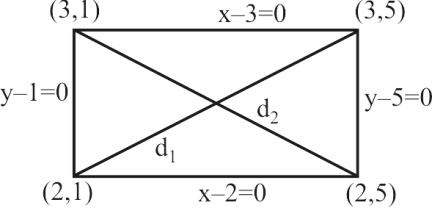 (3,1)
x–3=0
(3,5)
y–1=0
y–5=0
d₂
d₁
(2,1)
x–2=0
(2,5)